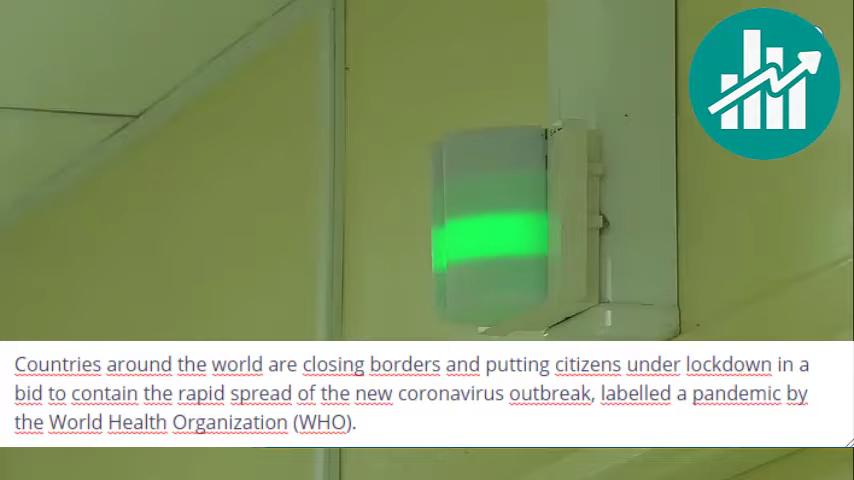 Countries around the world are closing borders and putting citizens under lockdown in a
bid to contain the rapid spread of the new coronavirus outbreak, labelled a pandemic by
the World Health Organization (WHO).